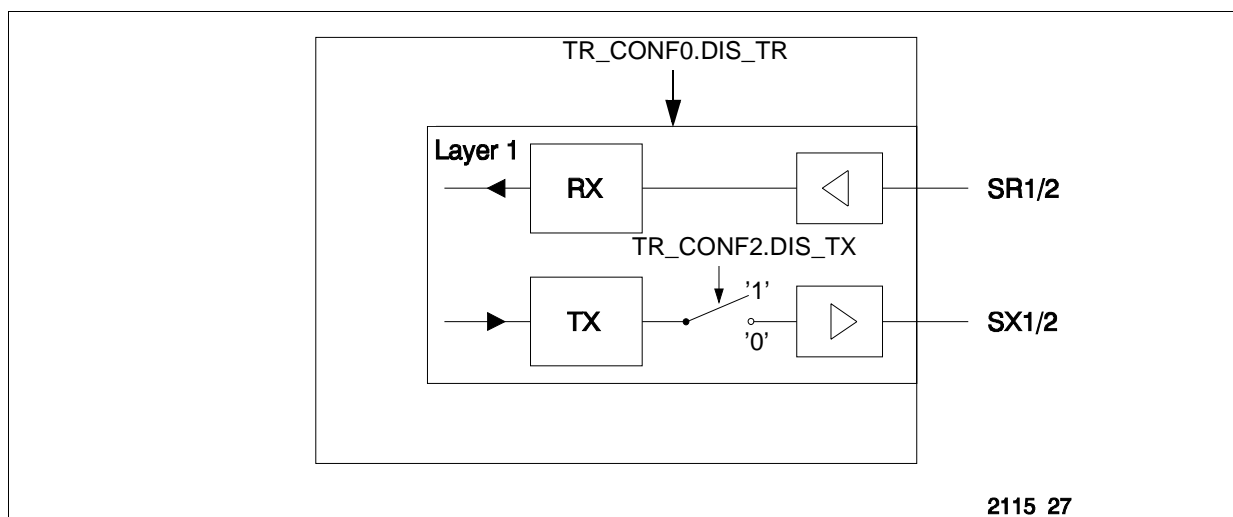 TR_CONF0.DIS_TR
Layer 1
RX
SR1/2
TR_CONF2.DIS_TX
'1'
TX
'0'
SX1/2
2115_27